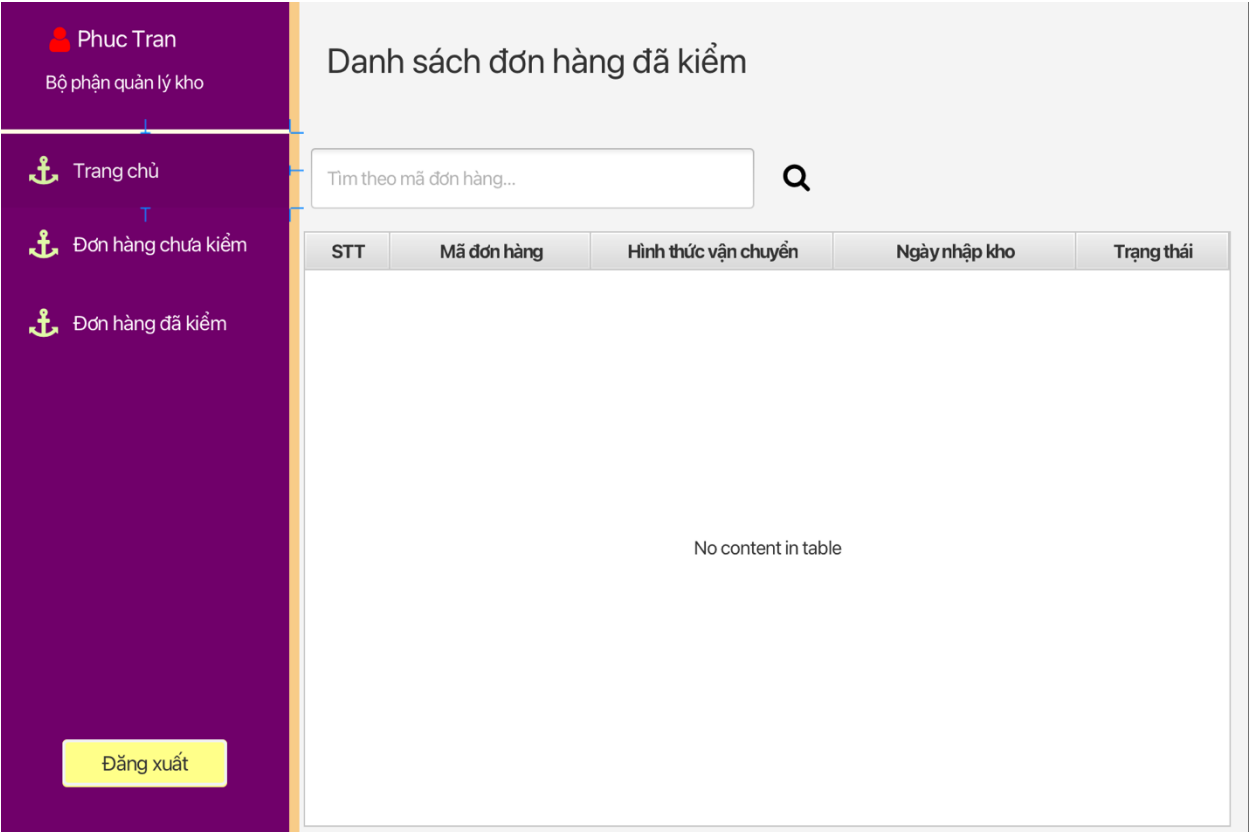 Phuc Tran
Bộ phận quản lý kho
Trang chủ
Đơn hàng chưa kiểm
Đơn hàng đã kiểm
Đăng xuất
Danh sách đơn hàng đã kiểm
Tìm theo mã đơn hàng...
STT Mã đơn hàng Hình thức vận chuyển Ngày nhập kho Trạng thái
No content in table